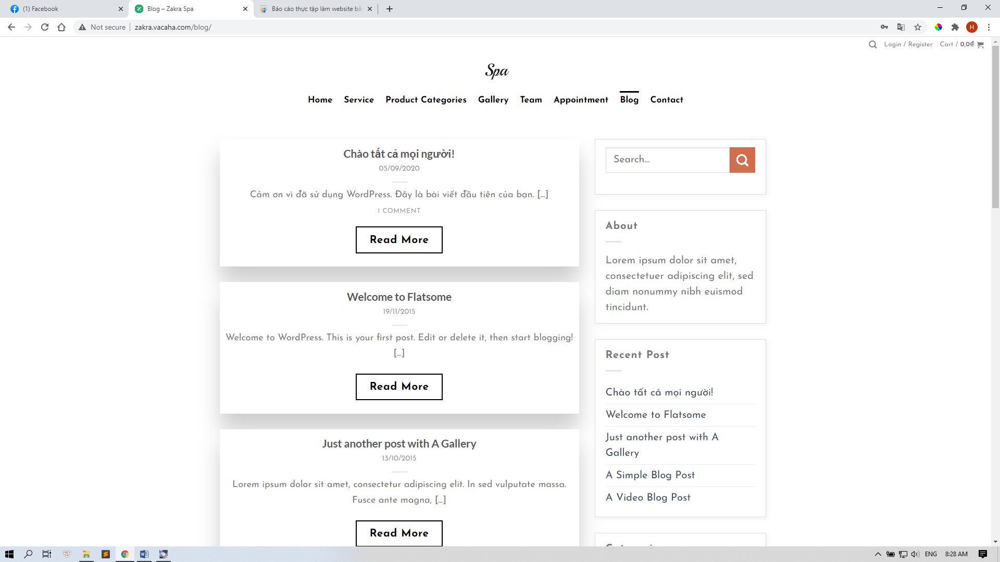 (1) Facebook
Blog – Zakra Spa
Báo cáo thực tập làm website bằ
Not secure
zakra.vacaha.com/blog/
H
Login / Register
Cart / 0,0₫
Spa
Home
Service
Product Categories
Gallery
Team
Appointment
Blog
Contact
Chào tất cả mọi người!
05/09/2020
Cảm ơn vì đã sử dụng WordPress. Đây là bài viết đầu tiên của bạn. [...]
1 COMMENT
Read More
Welcome to Flatsome
19/11/2015
Welcome to WordPress. This is your first post. Edit or delete it, then start blogging!
[...]
Read More
Just another post with A Gallery
13/10/2015
Lorem ipsum dolor sit amet, consectetur adipiscing elit. In sed vulputate massa.
Fusce ante magna, [...]
Read More
Search...
About
Lorem ipsum dolor sit amet,
consectetuer adipiscing elit, sed
diam nonummy nibh euismod
tincidunt.
Recent Post
Chào tất cả mọi người!
Welcome to Flatsome
Just another post with A
Gallery
A Simple Blog Post
A Video Blog Post
ENG
8:28 AM